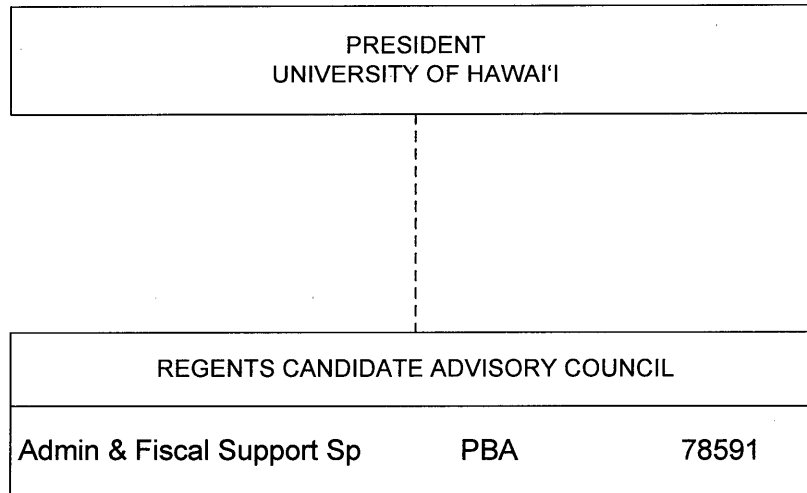 PRESIDENT
UNIVERSITY OF HAWAI‘I
REGENTS CANDIDATE ADVISORY COUNCIL
Admin & Fiscal Support Sp PBA 78591